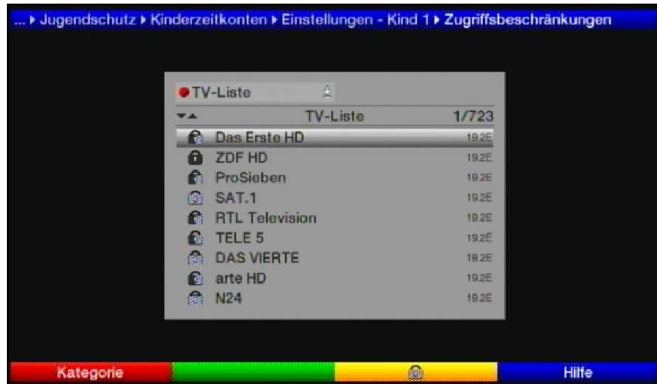 ... ▸ Jugendschutz ▸ Kinderzeitkonten ▸ Einstellungen - Kind 1 ▸ Zugriffsbeschränkungen
TV-Liste
TV-Liste 1/723
Das Erste HD 19.2E
ZDF HD 19.2E
ProSieben 19.2E
SAT.1 19.2E
RTL Television 19.2E
TELE 5 19.2E
DAS VIERTE 19.2E
arte HD 19.2E
N24 19.2E
Kategorie Hilfe